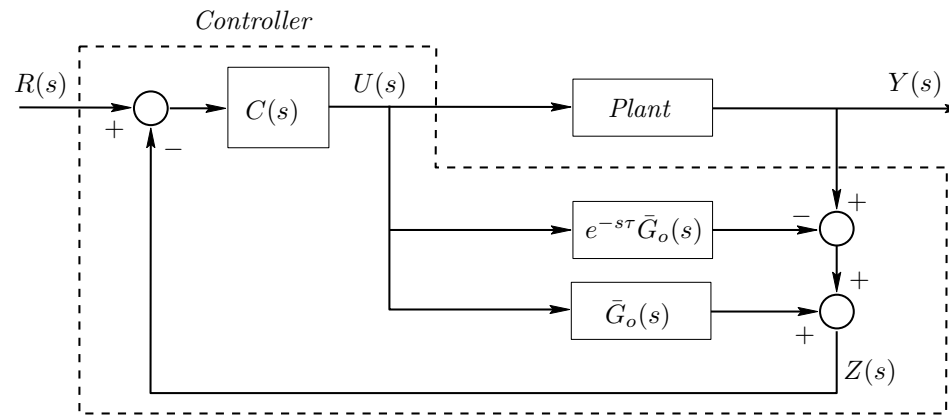 Controller
R(s)
+
−
C(s)
U(s)
Plant
Y(s)
+
−
e^{-sτ} Ḡ_o(s)
+
Ḡ_o(s)
+
Z(s)